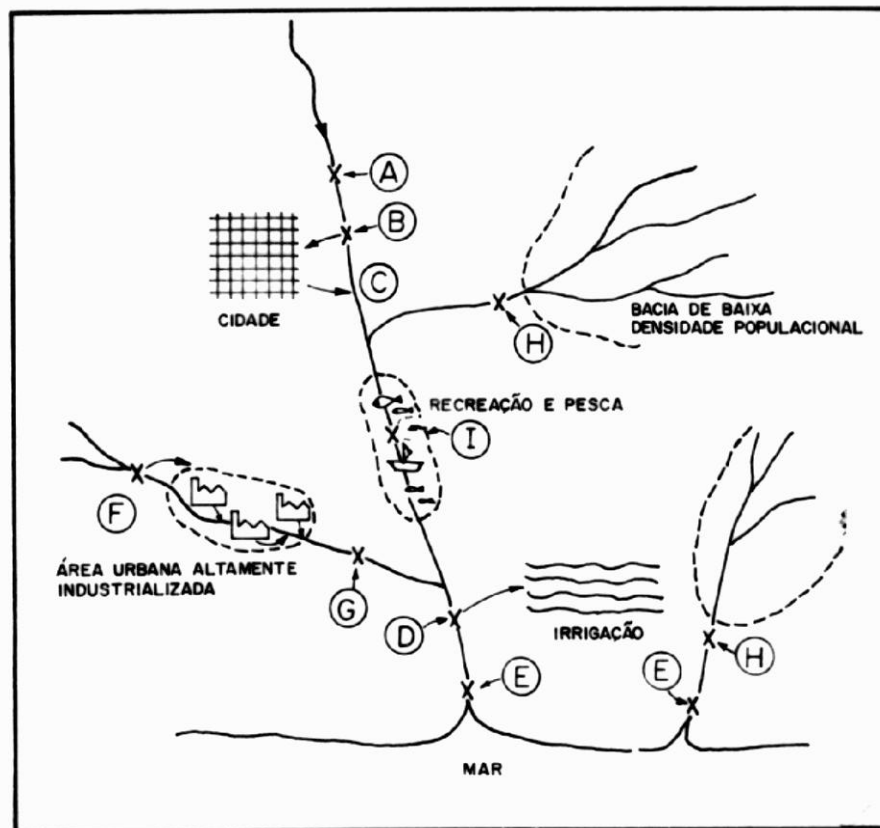 A
B
C
CIDADE
H
BACIA DE BAIXA
DENSIDADE POPULACIONAL
RECREAÇÃO E PESCA
I
F
ÁREA URBANA ALTAMENTE
INDUSTRIALIZADA
G
D
IRRIGAÇÃO
H
E
E
MAR